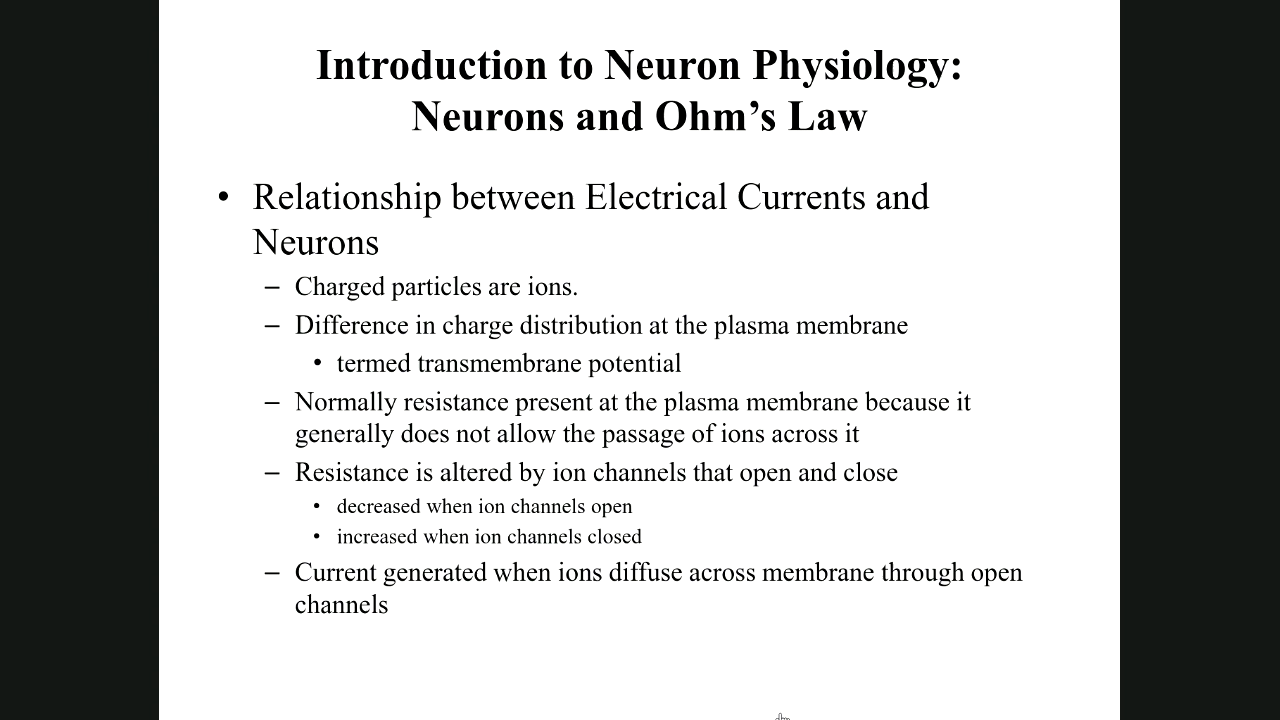 Introduction to Neuron Physiology:
Neurons and Ohm’s Law
• Relationship between Electrical Currents and
Neurons
– Charged particles are ions.
– Difference in charge distribution at the plasma membrane
• termed transmembrane potential
– Normally resistance present at the plasma membrane because it
generally does not allow the passage of ions across it
– Resistance is altered by ion channels that open and close
• decreased when ion channels open
• increased when ion channels closed
– Current generated when ions diffuse across membrane through open
channels